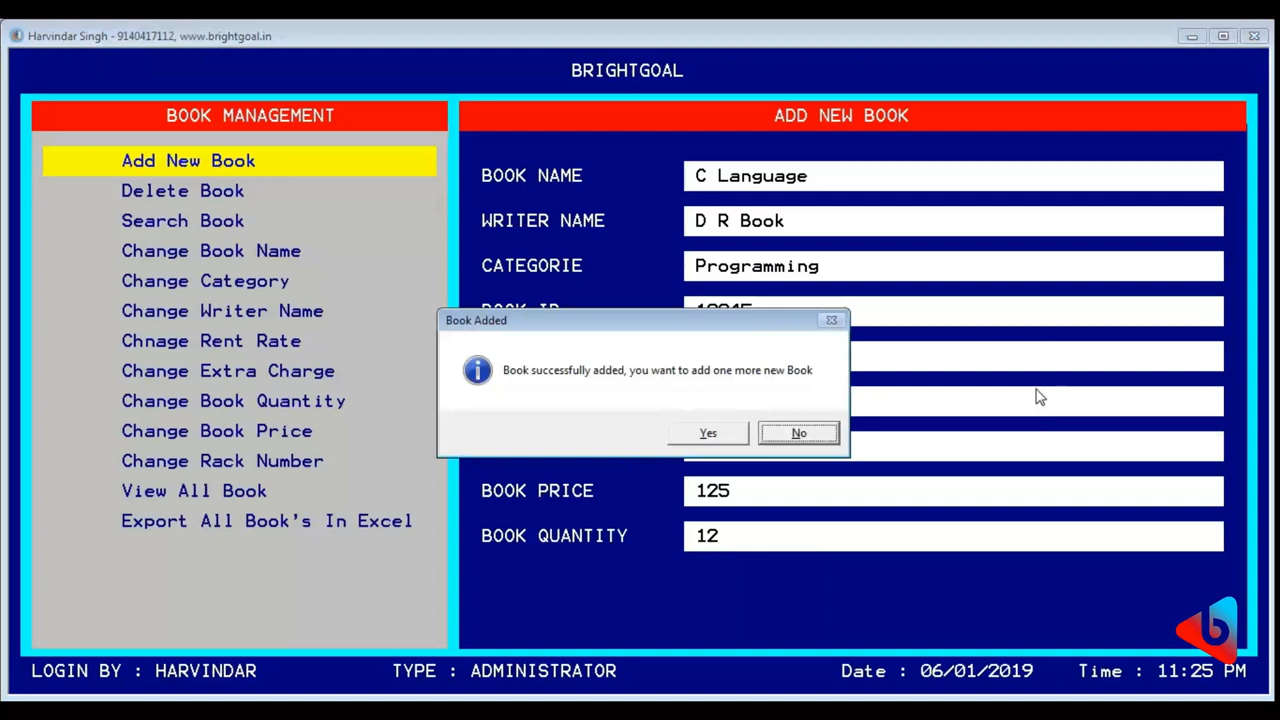 Harvindar Singh - 9140417112, www.brightgoal.in
BRIGHTGOAL
BOOK MANAGEMENT
Add New Book
Delete Book
Search Book
Change Book Name
Change Category
Change Writer Name
Chnage Rent Rate
Change Extra Charge
Change Book Quantity
Change Book Price
Change Rack Number
View All Book
Export All Book's In Excel
ADD NEW BOOK
BOOK NAME C Language
WRITER NAME D R Book
CATEGORIE Programming
BOOK ID
Book Added
Book successfully added, you want to add one more new Book
Yes No
BOOK PRICE 125
BOOK QUANTITY 12
b
LOGIN BY : HARVINDAR TYPE : ADMINISTRATOR Date : 06/01/2019 Time : 11:25 PM